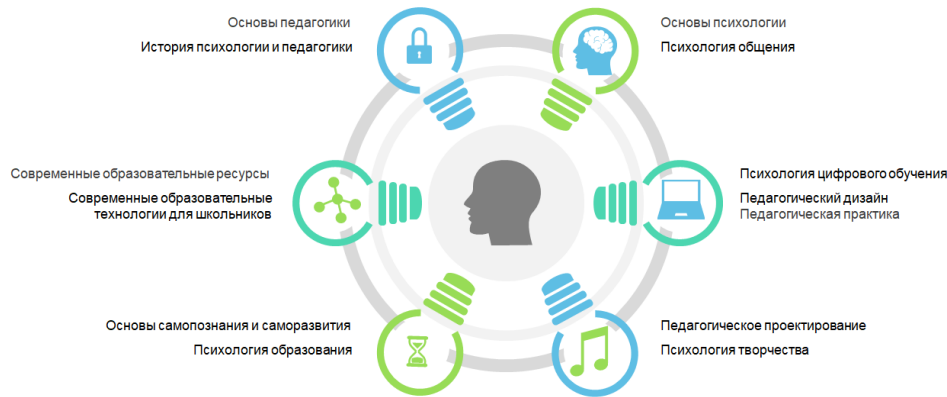 Основы педагогики
История психологии и педагогики
Основы психологии
Психология общения
Современные образовательные ресурсы
Современные образовательные
технологии для школьников
Психология цифрового обучения
Педагогический дизайн
Педагогическая практика
Основы самопознания и саморазвития
Психология образования
Педагогическое проектирование
Психология творчества